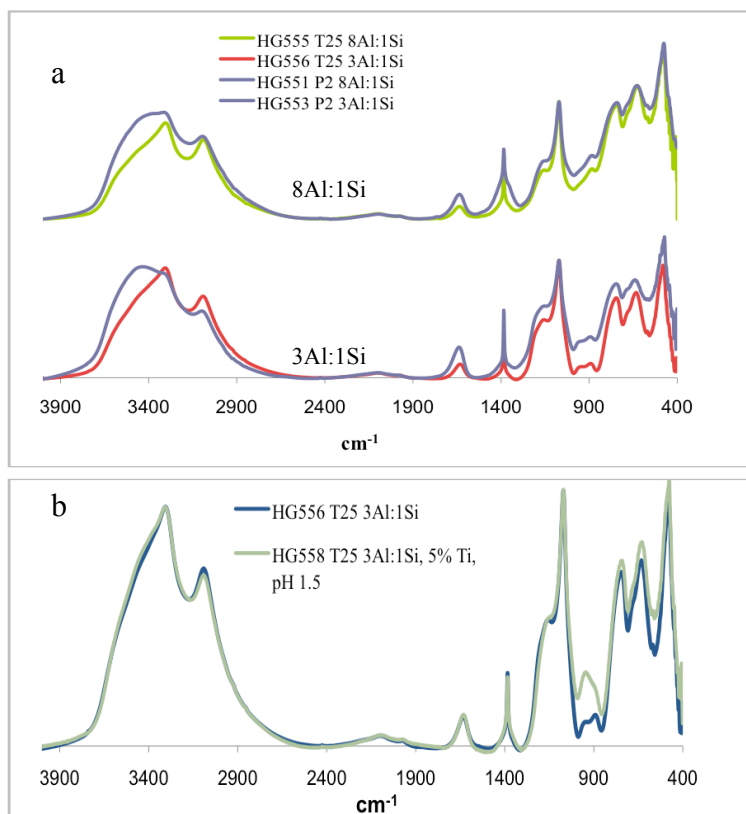 a
HG555 T25 8Al:1Si
HG556 T25 3Al:1Si
HG551 P2 8Al:1Si
HG553 P2 3Al:1Si
8Al:1Si
3Al:1Si
3900 3400 2900 2400 1900 1400 900 400
cm-1
b
HG556 T25 3Al:1Si
HG558 T25 3Al:1Si, 5% Ti,
pH 1.5
3900 3400 2900 2400 1900 1400 900 400
cm-1